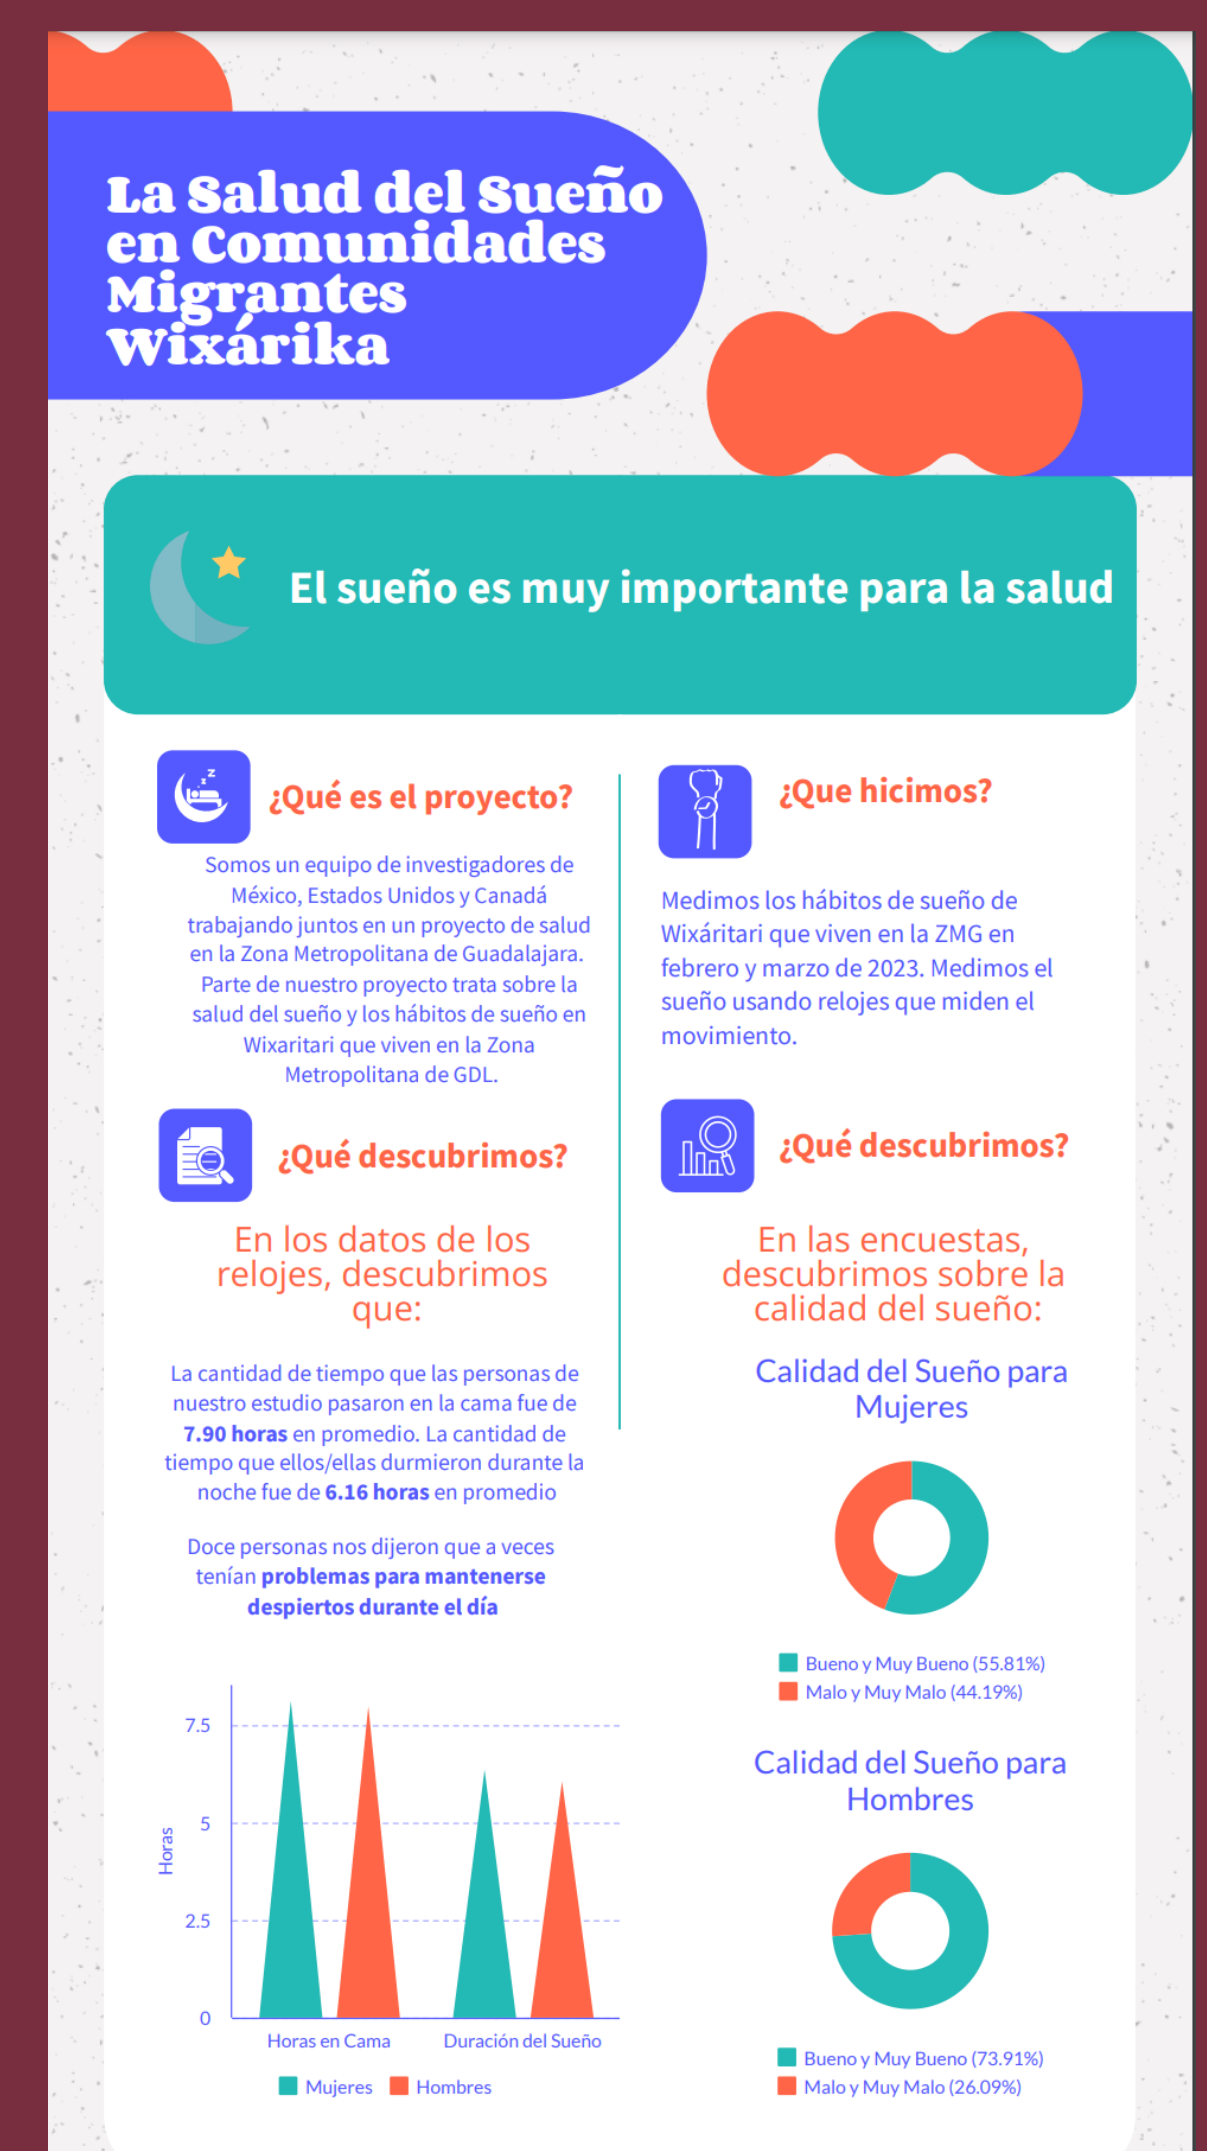 La Salud del Sueño
en Comunidades
Migrantes
Wixárika
El sueño es muy importante para la salud
¿Qué es el proyecto?
Somos un equipo de investigadores de
México, Estados Unidos y Canadá
trabajando juntos en un proyecto de salud
en la Zona Metropolitana de Guadalajara.
Parte de nuestro proyecto trata sobre la
salud del sueño y los hábitos de sueño en
Wixaritari que viven en la Zona
Metropolitana de GDL.
¿Que hicimos?
Medimos los hábitos de sueño de
Wixáritari que viven en la ZMG en
febrero y marzo de 2023. Medimos el
sueño usando relojes que miden el
movimiento.
¿Qué descubrimos?
En los datos de los
relojes, descubrimos
que:
La cantidad de tiempo que las personas de
nuestro estudio pasaron en la cama fue de
7.90 horas en promedio. La cantidad de
tiempo que ellos/ellas durmieron durante la
noche fue de 6.16 horas en promedio
Doce personas nos dijeron que a veces
tenían problemas para mantenerse
despiertos durante el día
7.5
5
2.5
0
Horas
Horas en Cama
Duración del Sueño
Mujeres
Hombres
¿Qué descubrimos?
En las encuestas,
descubrimos sobre la
calidad del sueño:
Calidad del Sueño para
Mujeres
Bueno y Muy Bueno (55.81%)
Malo y Muy Malo (44.19%)
Calidad del Sueño para
Hombres
Bueno y Muy Bueno (73.91%)
Malo y Muy Malo (26.09%)